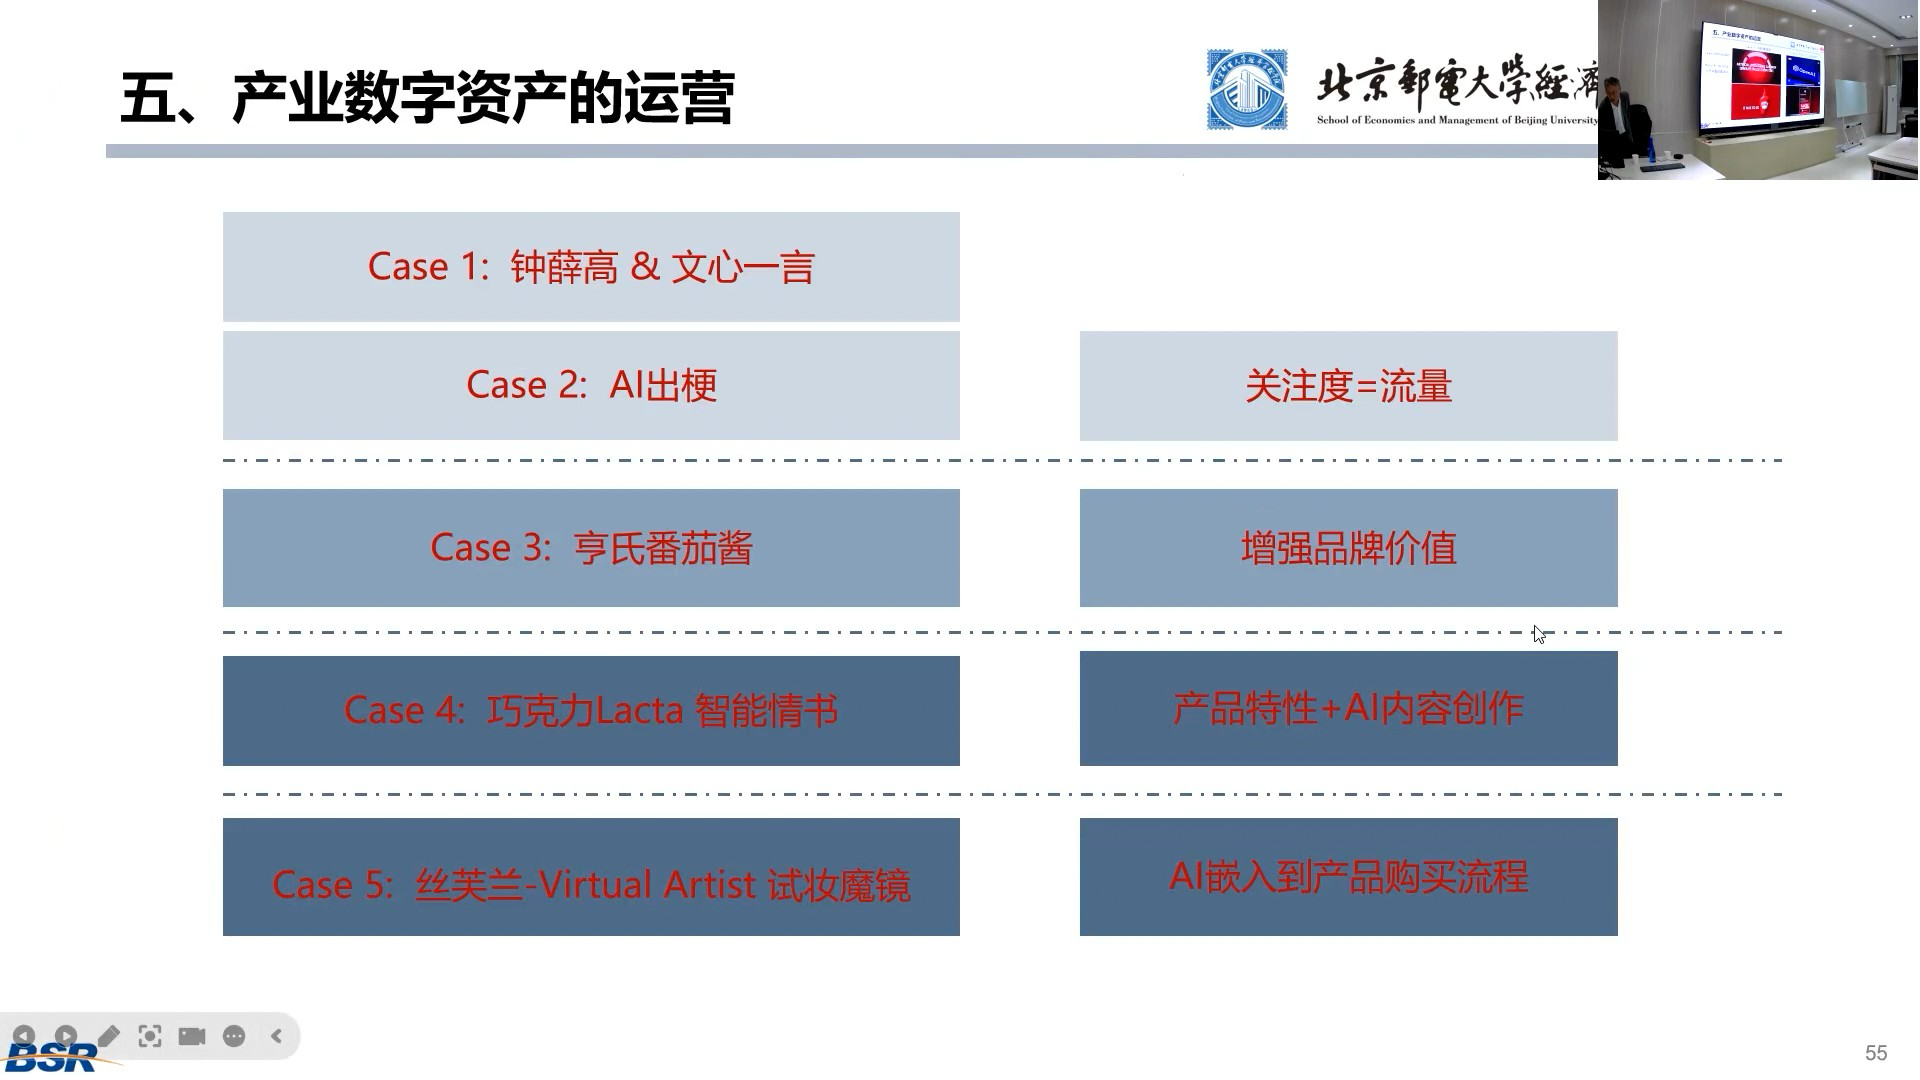 五、产业数字资产的运营
北京郵電大學經濟
School of Economics and Management of Beijing University
Case 1: 钟薛高 & 文心一言
Case 2: AI出梗
关注度=流量
Case 3: 亨氏番茄酱
增强品牌价值
Case 4: 巧克力Lacta 智能情书
产品特性+AI内容创作
Case 5: 丝芙兰-Virtual Artist 试妆魔镜
AI嵌入到产品购买流程
BSR
55